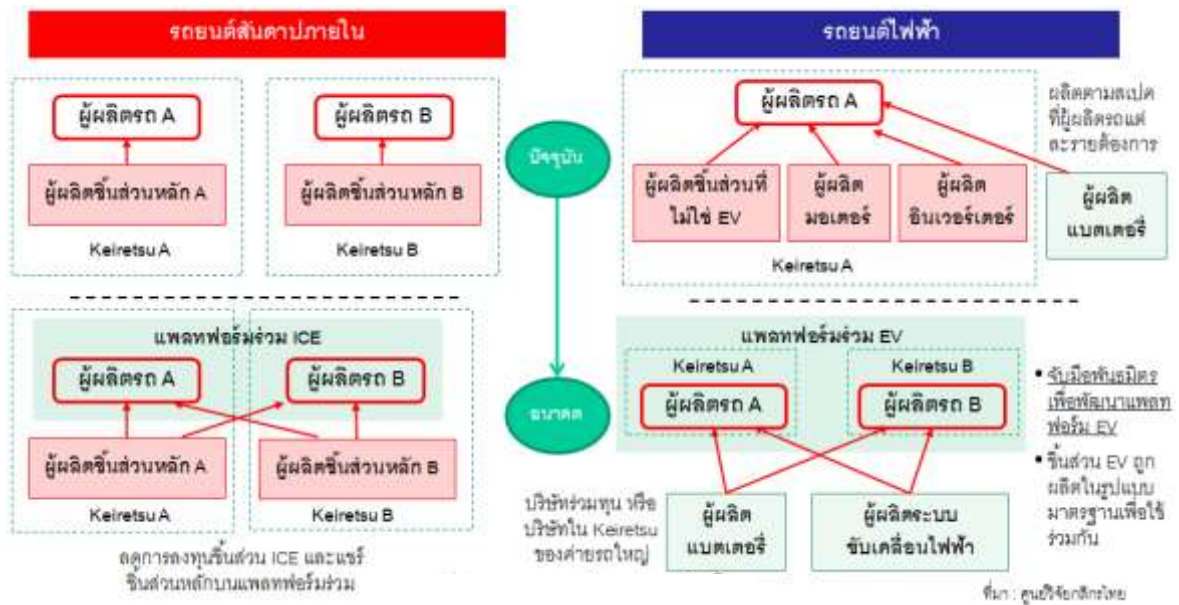 รถยนต์สันดาปภายใน
รถยนต์ไฟฟ้า
ผู้ผลิตรถ A
ผู้ผลิตรถ B
ผู้ผลิตชิ้นส่วนหลัก A
ผู้ผลิตชิ้นส่วนหลัก B
Keiretsu A
Keiretsu B
ปัจจุบัน
ผู้ผลิตรถ A
ผลิตตามสเปค
ที่ผู้ผลิตรถแต่
ละรายต้องการ
ผู้ผลิตชิ้นส่วนที่
ไม่ใช่ EV
ผู้ผลิต
มอเตอร์
ผู้ผลิต
อินเวอร์เตอร์
ผู้ผลิต
แบตเตอรี่
Keiretsu A
แพลทฟอร์มร่วม ICE
ผู้ผลิตรถ A
ผู้ผลิตรถ B
ผู้ผลิตชิ้นส่วนหลัก A
ผู้ผลิตชิ้นส่วนหลัก B
Keiretsu A
Keiretsu B
ลดการลงทุนชิ้นส่วน ICE และแชร์
ชิ้นส่วนหลักบนแพลทฟอร์มร่วม
อนาคต
แพลทฟอร์มร่วม EV
Keiretsu A
Keiretsu B
ผู้ผลิตรถ A
ผู้ผลิตรถ B
บริษัทร่วมทุน หรือ
บริษัทใน Keiretsu
ของค่ายรถใหญ่
ผู้ผลิต
แบตเตอรี่
ผู้ผลิตระบบ
ขับเคลื่อนไฟฟ้า
• จับมือพันธมิตร
เพื่อพัฒนาแพลท
ฟอร์ม EV
• ชิ้นส่วน EV ถูก
ผลิตในรูปแบบ
มาตรฐานเพื่อใช้
ร่วมกัน
ที่มา : ศูนย์วิจัยกสิกรไทย